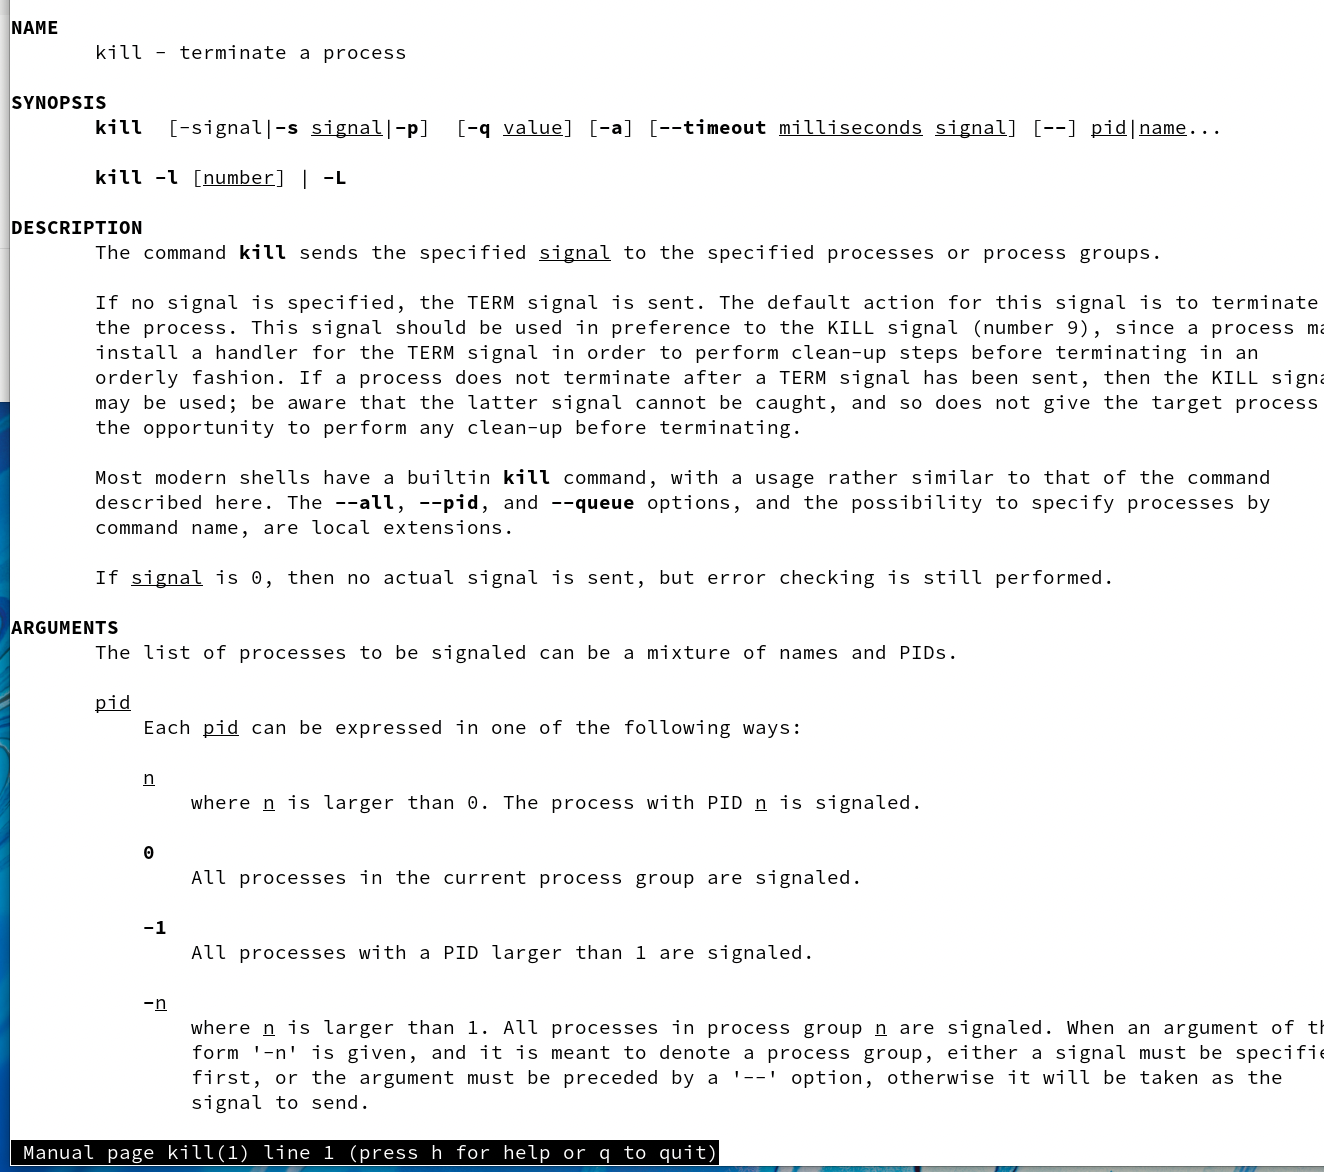 NAME
kill - terminate a process
SYNOPSIS
kill [-signal|-s signal|-p] [-q value] [-a] [--timeout milliseconds signal] [--] pid|name...
kill -l [number] | -L
DESCRIPTION
The command kill sends the specified signal to the specified processes or process groups.
If no signal is specified, the TERM signal is sent. The default action for this signal is to terminate
the process. This signal should be used in preference to the KILL signal (number 9), since a process
install a handler for the TERM signal in order to perform clean-up steps before terminating in an
orderly fashion. If a process does not terminate after a TERM signal has been sent, then the KILL
may be used; be aware that the latter signal cannot be caught, and so does not give the target process
the opportunity to perform any clean-up before terminating.
Most modern shells have a builtin kill command, with a usage rather similar to that of the command
described here. The --all, --pid, and --queue options, and the possibility to specify processes by
command name, are local extensions.
If signal is 0, then no actual signal is sent, but error checking is still performed.
ARGUMENTS
The list of processes to be signaled can be a mixture of names and PIDs.
pid
Each pid can be expressed in one of the following ways:
n
where n is larger than 0. The process with PID n is signaled.
0
All processes in the current process group are signaled.
-1
All processes with a PID larger than 1 are signaled.
-n
where n is larger than 1. All processes in process group n are signaled. When an argument of
form '-n' is given, and it is meant to denote a process group, either a signal must be
first, or the argument must be preceded by a '--' option, otherwise it will be taken as the
signal to send.
Manual page kill(1) line 1 (press h for help or q to quit)